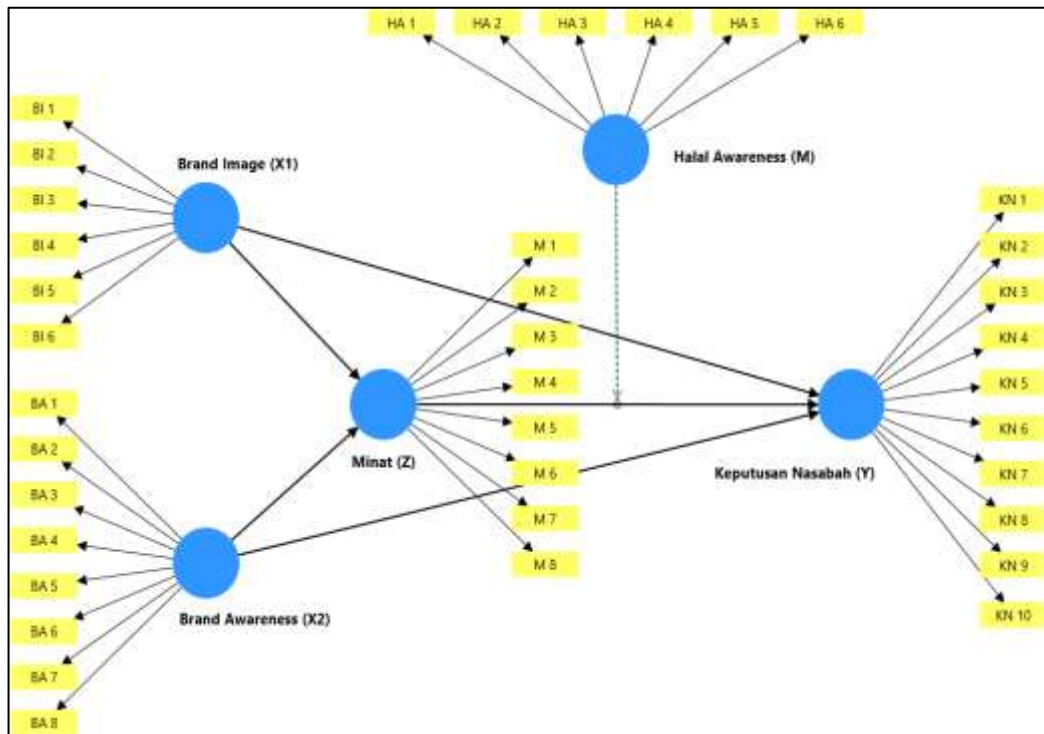 HA 1
HA 2
HA 3
HA 4
HA 5
HA 6
Halal Awareness (M)
Brand Image (X1)
BI 1
BI 2
BI 3
BI 4
BI 5
BI 6
M 1
M 2
M 3
M 4
M 5
M 6
M 7
M 8
Minat (Z)
KN 1
KN 2
KN 3
KN 4
KN 5
KN 6
KN 7
KN 8
KN 9
KN 10
Keputusan Nasabah (Y)
BA 1
BA 2
BA 3
BA 4
BA 5
BA 6
BA 7
BA 8
Brand Awareness (X2)